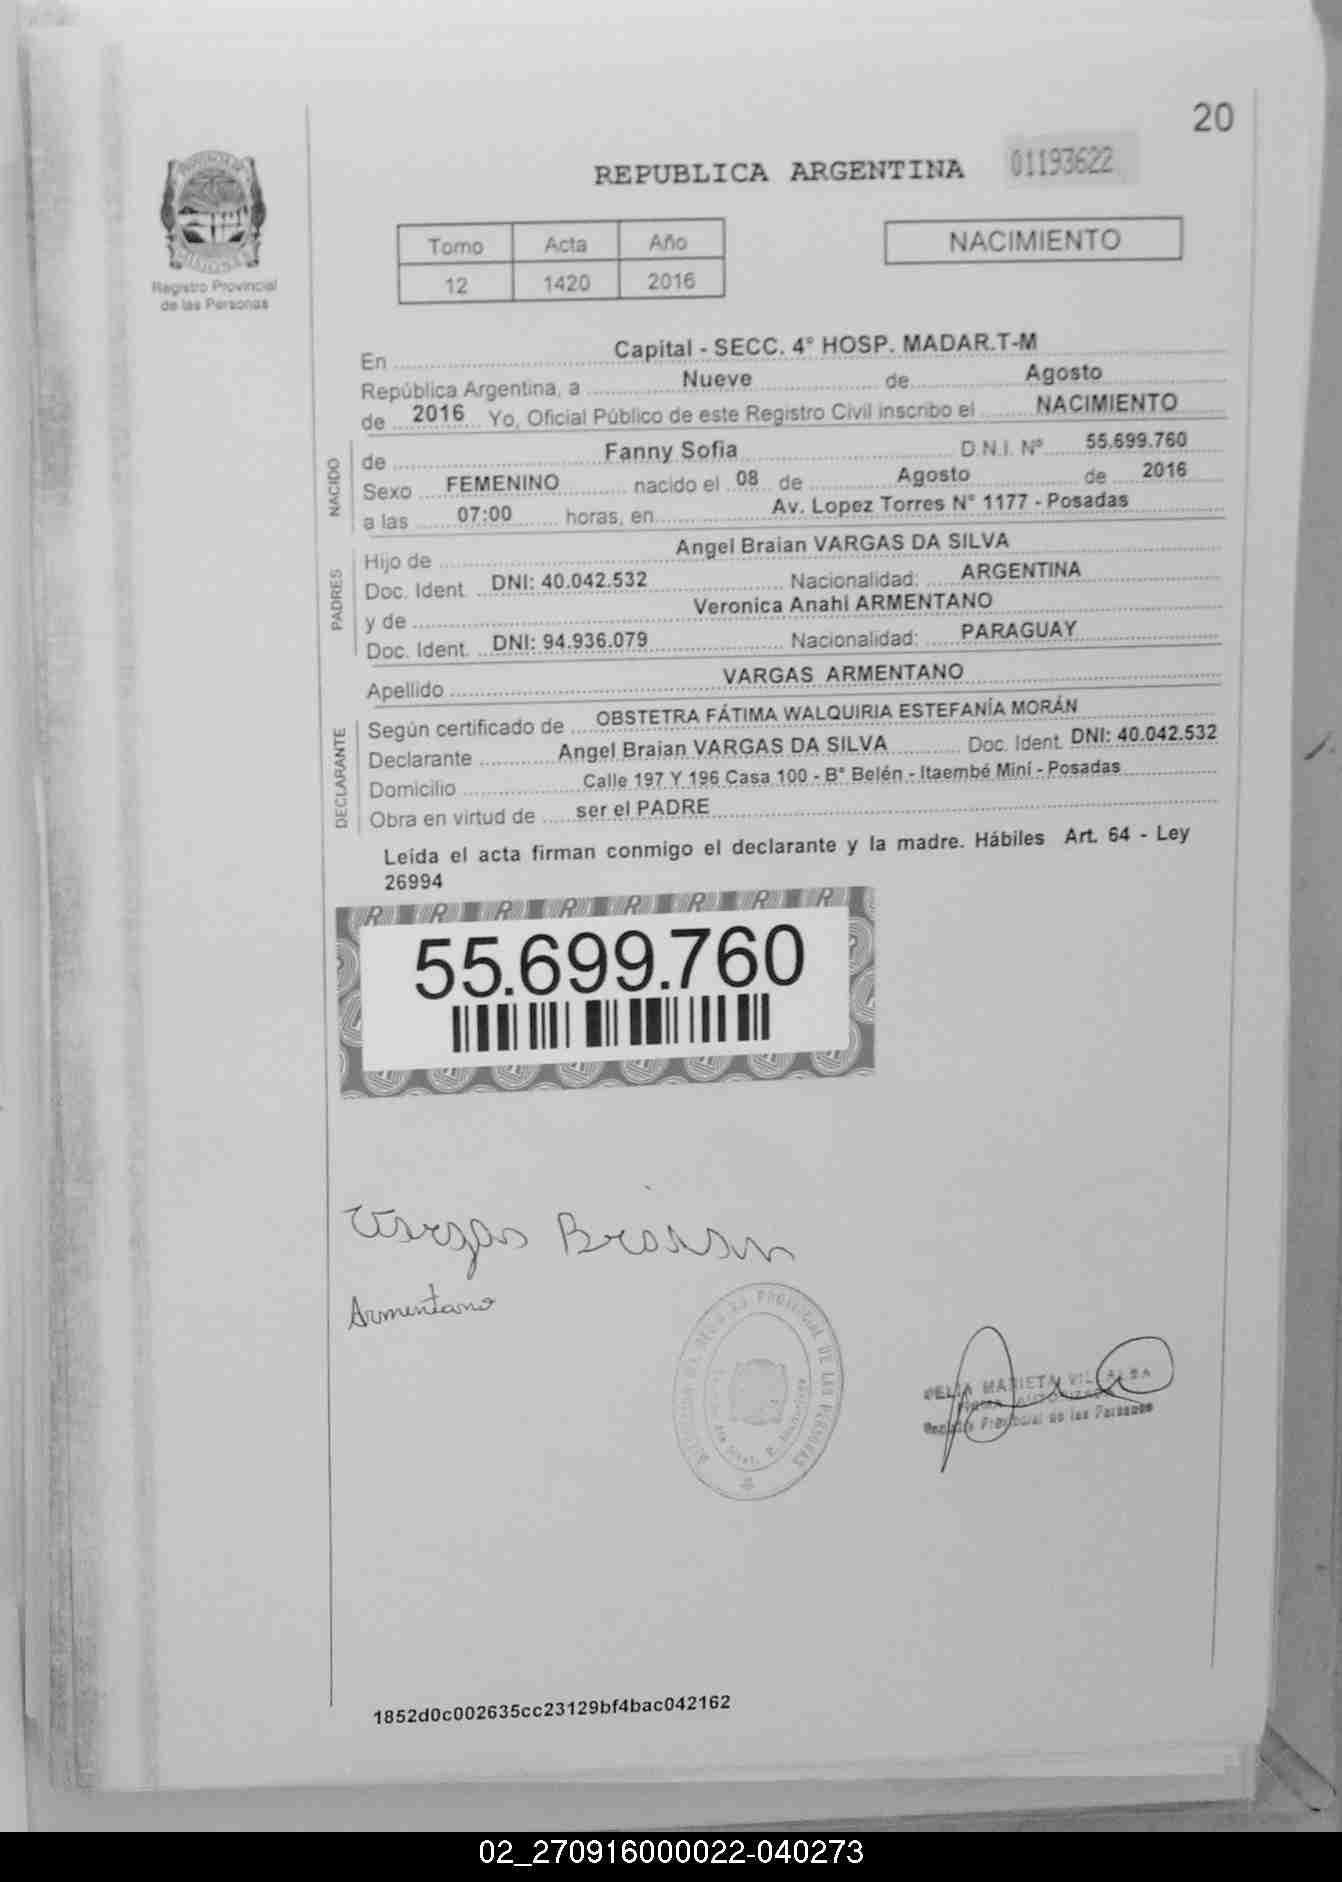 20
REPUBLICA ARGENTINA 01193622
Registro Provincial
de las Personas
Tomo Acta Año
12 1420 2016
NACIMIENTO
En Capital - SECC. 4° HOSP. MADAR.T-M
República Argentina, a Nueve de Agosto
de 2016 Yo, Oficial Público de este Registro Civil inscribo el NACIMIENTO
NACIDO
de Fanny Sofia D.N.I. N° 55.699.760
Sexo FEMENINO nacido el 08 de Agosto de 2016
a las 07:00 horas, en Av. Lopez Torres N° 1177 - Posadas
PADRES
Hijo de Angel Braian VARGAS DA SILVA
Doc. Ident. DNI: 40.042.532 Nacionalidad: ARGENTINA
y de Veronica AnahI ARMENTANO
Doc. Ident. DNI: 94.936.079 Nacionalidad: PARAGUAY
Apellido VARGAS ARMENTANO
DECLARANTE
Según certificado de OBSTETRA FÁTIMA WALQUIRIA ESTEFANÍA MORÁN
Declarante Angel Braian VARGAS DA SILVA Doc. Ident. DNI: 40.042.532
Domicilio Calle 197 Y 196 Casa 100 - B° Belén - Itaembé Miní - Posadas
Obra en virtud de ser el PADRE
Leída el acta firman conmigo el declarante y la madre. Hábiles Art. 64 - Ley
26994
55.699.760
Vargas Braian
Armentano
PROVINCIAL DE LAS PERSONAS
MARIETA VILLALBA
Registro Provincial de las Personas
1852d0c002635cc23129bf4bac042162
02_270916000022-040273